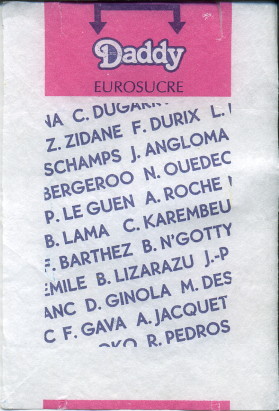 Daddy
EUROSUCRE
NA C. DUGARRY
Z. ZIDANE F. DURIX L.
SCHAMPS J. ANGLOMA
BERGEROO N. OUEDEC
P. LE GUEN A. ROCHE
B. LAMA C. KAREMBEU
F. BARTHEZ B. N'GOTTY
EMILE B. LIZARAZU J.-P
ANC D. GINOLA M. DES
C F. GAVA A. JACQUET
OKO R. PEDROS